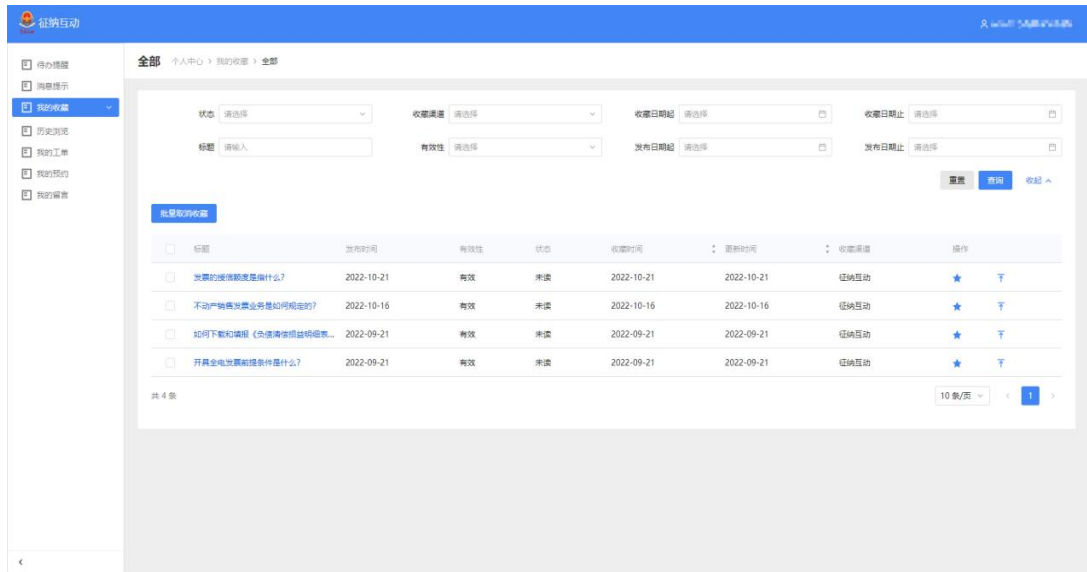 征纳互动
待办提醒
消息提示
我的收藏
历史浏览
我的工单
我的预约
我的留言
全部 个人中心 > 我的收藏 > 全部
状态 请选择 收藏渠道 请选择 收藏日期起 请选择 收藏日期止 请选择
标题 请输入 有效性 请选择 发布日期起 请选择 发布日期止 请选择
重置 查询 收起
批量取消收藏
标题 发布时间 有效性 状态 收藏时间 更新时间 收藏渠道 操作
发票的授信额度是指什么? 2022-10-21 有效 未读 2022-10-21 2022-10-21 征纳互动
不动产销售发票业务是如何规定的? 2022-10-16 有效 未读 2022-10-16 2022-10-16 征纳互动
如何下载和填报《负债清偿损益明细表... 2022-09-21 有效 未读 2022-09-21 2022-09-21 征纳互动
开具全电发票前提条件是什么? 2022-09-21 有效 未读 2022-09-21 2022-09-21 征纳互动
共 4 条 10 条/页 < 1 >